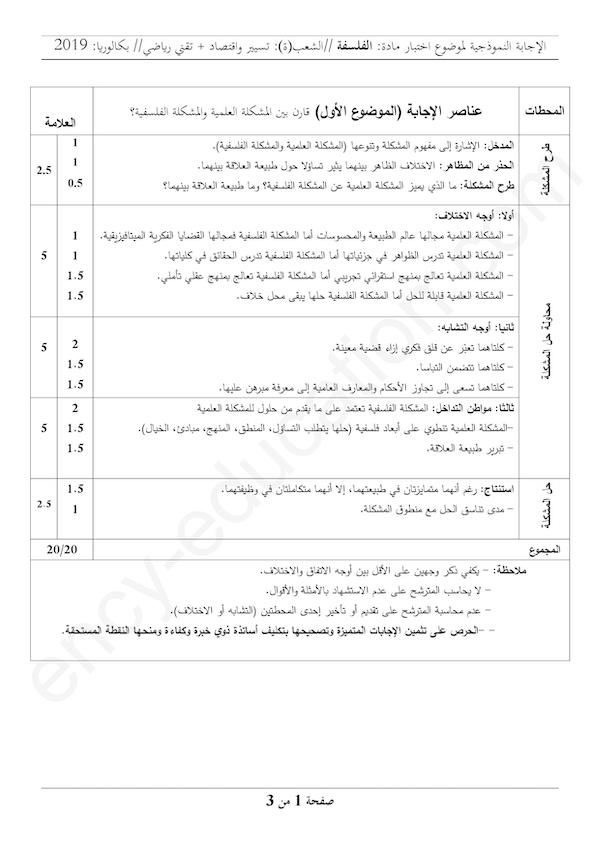 الإجابة النموذجية لموضوع اختبار مادة: الفلسفة //الشعب(ة): تسيير واقتصاد + تقني رياضي// بكالوريا: 2019
المحطات
عناصر الإجابة (الموضوع الأول) قارن بين المشكلة العلمية والمشكلة الفلسفية؟
العلامة
طرح المشكلة
المدخل: الإشارة إلى مفهوم المشكلة وتنوعها (المشكلة العلمية والمشكلة الفلسفية). 1
الحذر من المظاهر: الاختلاف الظاهر بينهما يثير تساؤلا حول طبيعة العلاقة بينهما. 1 2.5
طرح المشكلة: ما الذي يميز المشكلة العلمية عن المشكلة الفلسفية؟ وما طبيعة العلاقة بينهما؟ 0.5
محاولة حل المشكلة
أولا: أوجه الاختلاف:
– المشكلة العلمية مجالها عالم الطبيعة والمحسوسات أما المشكلة الفلسفية فمجالها القضايا الفكرية الميتافيزيقية. 1
– المشكلة العلمية تدرس الظواهر في جزئياتها أما المشكلة الفلسفية تدرس الحقائق في كلياتها. 1 5
– المشكلة العلمية تعالج بمنهج استقرائي تجريبي أما المشكلة الفلسفية تعالج بمنهج عقلي تأملي. 1.5
– المشكلة العلمية قابلة للحل أما المشكلة الفلسفية حلها يبقى محل خلاف. 1.5
ثانيا: أوجه التشابه:
– كلتاهما تعبّر عن قلق فكري إزاء قضية معينة. 2 5
– كلتاهما تتضمن التباسا. 1.5
– كلتاهما تسعى إلى تجاوز الأحكام والمعارف العامية إلى معرفة مبرهن عليها. 1.5
ثالثا: مواطن التداخل: المشكلة الفلسفية تعتمد على ما يقدم من حلول للمشكلة العلمية 2
–المشكلة العلمية تنطوي على أبعاد فلسفية (حلها يتطلب التساؤل، المنطق، المنهج، مبادئ، الخيال). 1.5 5
– تبرير طبيعة العلاقة. 1.5
حل المشكلة
استنتاج: رغم أنهما متمايزتان في طبيعتهما، إلا أنهما متكاملتان في وظيفتهما. 1.5
– مدى تناسق الحل مع منطوق المشكلة. 1 2.5
المجموع 20/20
ملاحظة: – يكفي ذكر وجهين على الأقل بين أوجه الاتفاق والاختلاف.
– لا يحاسب المترشح على عدم الاستشهاد بالأمثلة والأقوال.
– عدم محاسبة المترشح على تقديم أو تأخير إحدى المحطتين (التشابه أو الاختلاف).
– –الحرص على تثمين الإجابات المتميزة وتصحيحها بتكليف أساتذة ذوي خبرة وكفاءة ومنحها النقطة المستحقة.
ency-education.com
صفحة 1 من 3